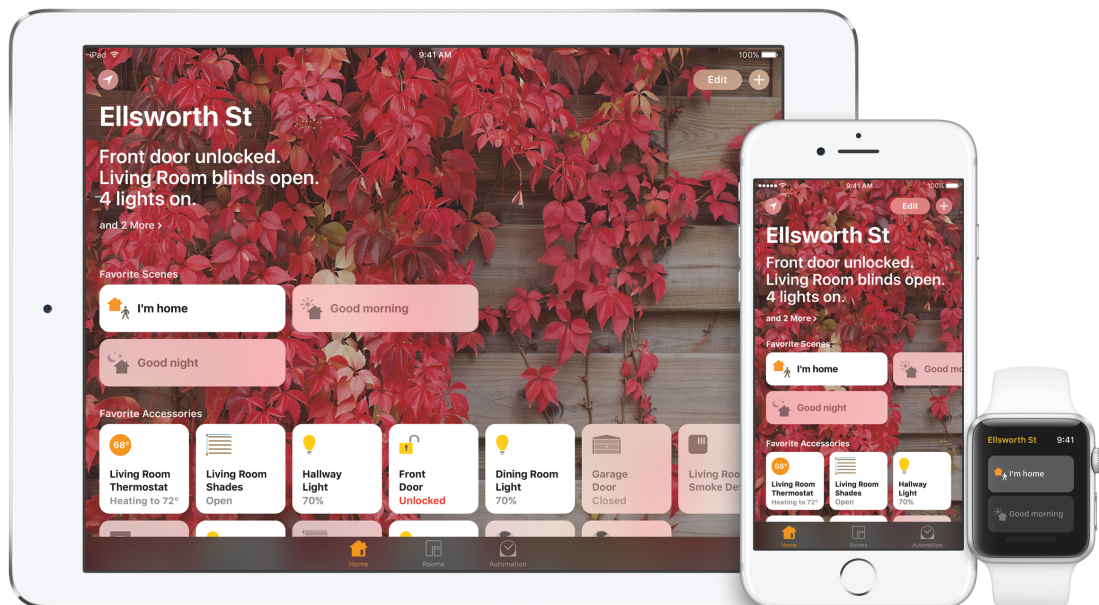 iPad
9:41 AM
100%
Edit
Ellsworth St
Front door unlocked.
Living Room blinds open.
4 lights on.
and 2 More >
Favorite Scenes
I'm home
Good morning
Good night
Favorite Accessories
68°
Living Room
Thermostat
Heating to 72°
Living Room
Shades
Open
Hallway
Light
70%
Front
Door
Unlocked
Dining Room
Light
70%
Garage
Door
Closed
Living Roo
Smoke De
Home
Rooms
Automation
9:41 AM
100%
Edit
Ellsworth St
Front door unlocked.
Living Room blinds open.
4 lights on.
and 2 More >
Favorite Scenes
I'm home
Good mo
Good night
Favorite Accessories
68°
Living Room
Thermostat
Heating to 72°
Living Room
Shades
Open
Hallway
Light
70%
Home
Rooms
Automation
Ellsworth St 9:41
I'm home
Good morning